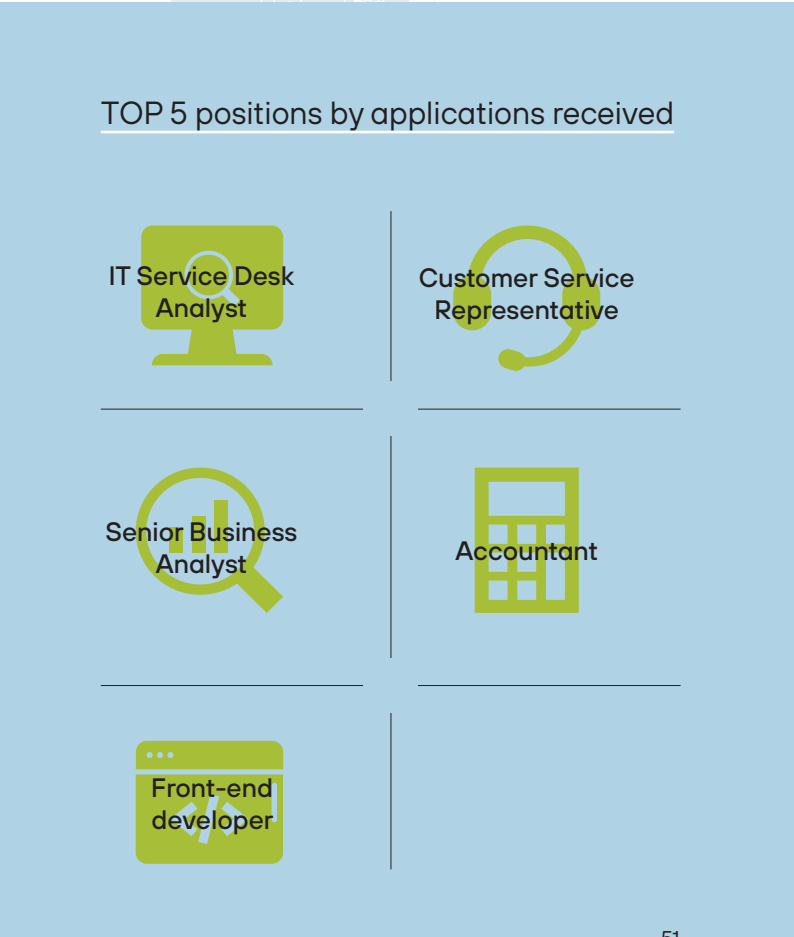 TOP 5 positions by applications received
IT Service Desk
Analyst
Customer Service
Representative
Senior Business
Analyst
Accountant
Front-end
developer
51